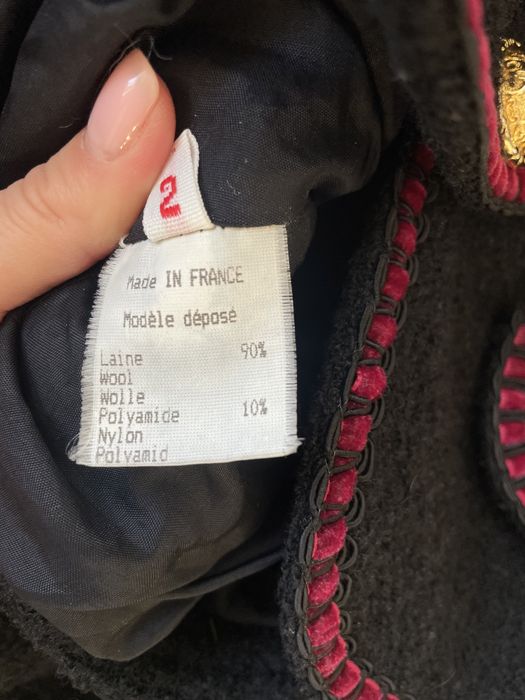 2
Made IN FRANCE
Modèle déposé
Laine 90%
Wool
Wolle
Polyamide 10%
Nylon
Polyamid